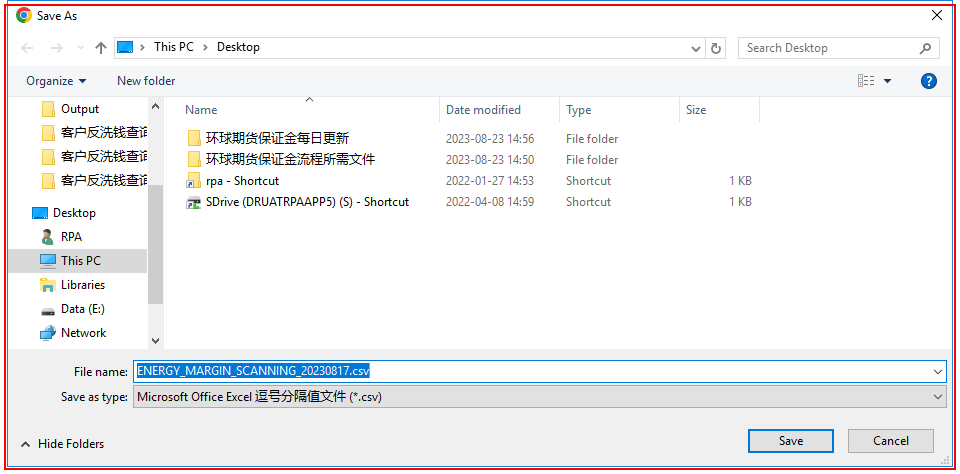 Save As
This PC > Desktop
Search Desktop
Organize
New folder
Name
Date modified
Type
Size
Output
客户反洗钱查询
客户反洗钱查询
客户反洗钱查询
Desktop
RPA
This PC
Libraries
Data (E:)
Network
环球期货保证金每日更新 2023-08-23 14:56 File folder
环球期货保证金流程所需文件 2023-08-23 14:50 File folder
rpa - Shortcut 2022-01-27 14:53 Shortcut 1 KB
SDrive (DRUATRPAAPP5) (S) - Shortcut 2022-04-08 14:59 Shortcut 1 KB
File name: ENERGY_MARGIN_SCANNING_20230817.csv
Save as type: Microsoft Office Excel 逗号分隔值文件 (*.csv)
Hide Folders
Save
Cancel